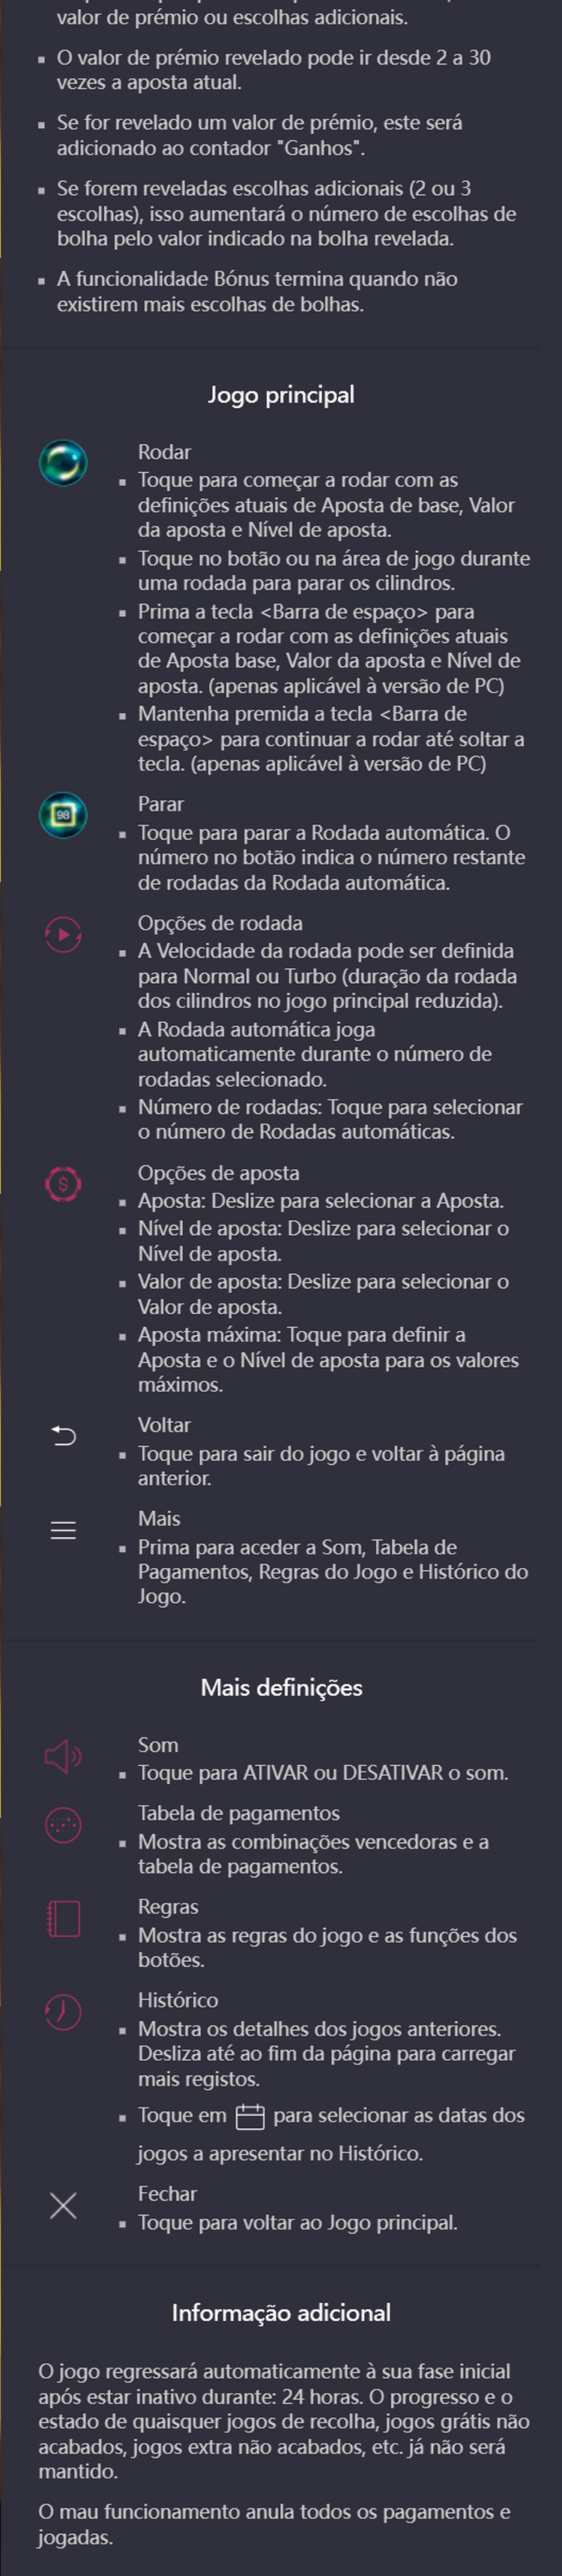 valor de prémio ou escolhas adicionais.
O valor de prémio revelado pode ir desde 2 a 30
vezes a aposta atual.
Se for revelado um valor de prémio, este será
adicionado ao contador "Ganhos".
Se forem reveladas escolhas adicionais (2 ou 3
escolhas), isso aumentará o número de escolhas de
bolha pelo valor indicado na bolha revelada.
A funcionalidade Bónus termina quando não
existirem mais escolhas de bolhas.
Jogo principal
Rodar
Toque para começar a rodar com as
definições atuais de Aposta de base, Valor
da aposta e Nível de aposta.
Toque no botão ou na área de jogo durante
uma rodada para parar os cilindros.
Prima a tecla <Barra de espaço> para
começar a rodar com as definições atuais
de Aposta base, Valor da aposta e Nível de
aposta. (apenas aplicável à versão de PC)
Mantenha premida a tecla <Barra de
espaço> para continuar a rodar até soltar a
tecla. (apenas aplicável à versão de PC)
98
Parar
Toque para parar a Rodada automática. O
número no botão indica o número restante
de rodadas da Rodada automática.
Opções de rodada
A Velocidade da rodada pode ser definida
para Normal ou Turbo (duração da rodada
dos cilindros no jogo principal reduzida).
A Rodada automática joga
automaticamente durante o número de
rodadas selecionado.
Número de rodadas: Toque para selecionar
o número de Rodadas automáticas.
$
Opções de aposta
Aposta: Deslize para selecionar a Aposta.
Nível de aposta: Deslize para selecionar o
Nível de aposta.
Valor de aposta: Deslize para selecionar o
Valor de aposta.
Aposta máxima: Toque para definir a
Aposta e o Nível de aposta para os valores
máximos.
Voltar
Toque para sair do jogo e voltar à página
anterior.
Mais
Prima para aceder a Som, Tabela de
Pagamentos, Regras do Jogo e Histórico do
Jogo.
Mais definições
Som
Toque para ATIVAR ou DESATIVAR o som.
Tabela de pagamentos
Mostra as combinações vencedoras e a
tabela de pagamentos.
Regras
Mostra as regras do jogo e as funções dos
botões.
Histórico
Mostra os detalhes dos jogos anteriores.
Desliza até ao fim da página para carregar
mais registos.
Toque em para selecionar as datas dos
jogos a apresentar no Histórico.
Fechar
Toque para voltar ao Jogo principal.
Informação adicional
O jogo regressará automaticamente à sua fase inicial
após estar inativo durante: 24 horas. O progresso e o
estado de quaisquer jogos de recolha, jogos grátis não
acabados, jogos extra não acabados, etc. já não será
mantido.
O mau funcionamento anula todos os pagamentos e
jogadas.